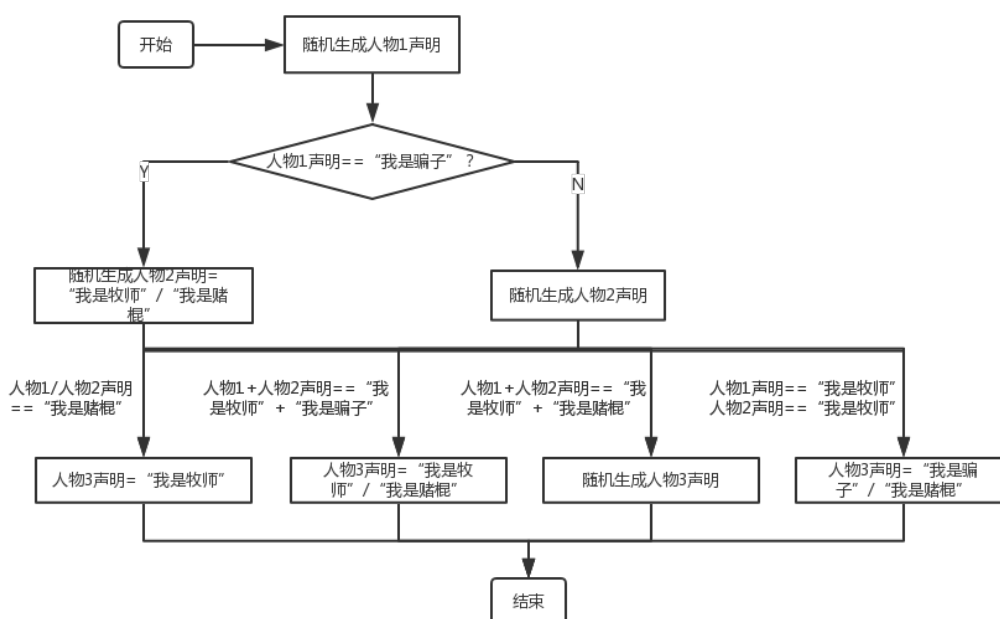 开始
随机生成人物1声明
人物1声明==“我是骗子”？
Y
N
随机生成人物2声明=
“我是牧师”/“我是赌
棍”
随机生成人物2声明
人物1/人物2声明
==“我是赌棍”
人物1+人物2声明==“我
是牧师”+“我是骗子”
人物1+人物2声明==“我
是牧师”+“我是赌棍”
人物1声明==“我是牧师”
人物2声明==“我是牧师”
人物3声明=“我是牧师”
人物3声明=“我是牧
师”/“我是赌棍”
随机生成人物3声明
人物3声明=“我是骗
子”/“我是赌棍”
结束